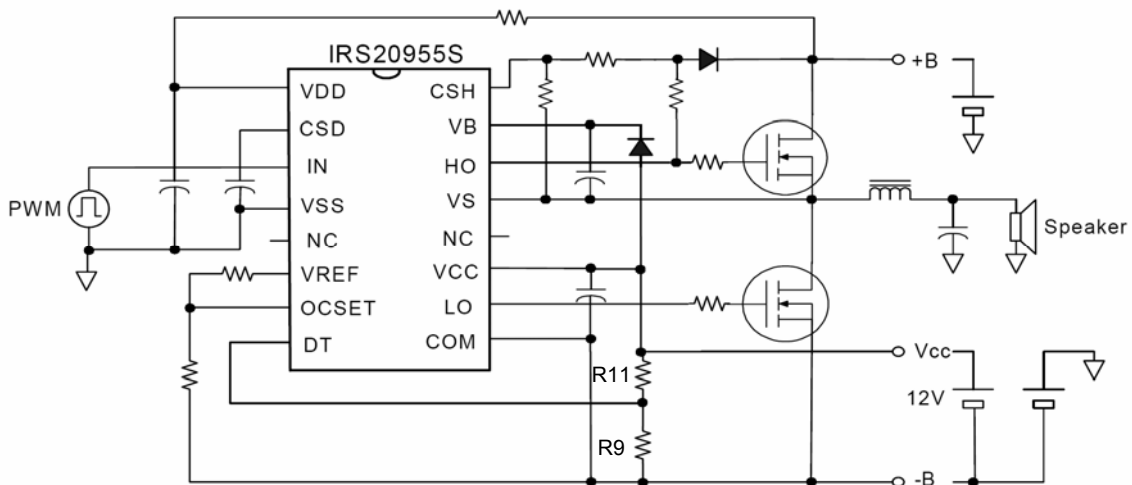 IRS20955S
VDD
CSD
IN
VSS
NC
VREF
OCSET
DT
CSH
VB
HO
VS
NC
VCC
LO
COM
PWM
R11
R9
+B
Speaker
Vcc
12V
-B